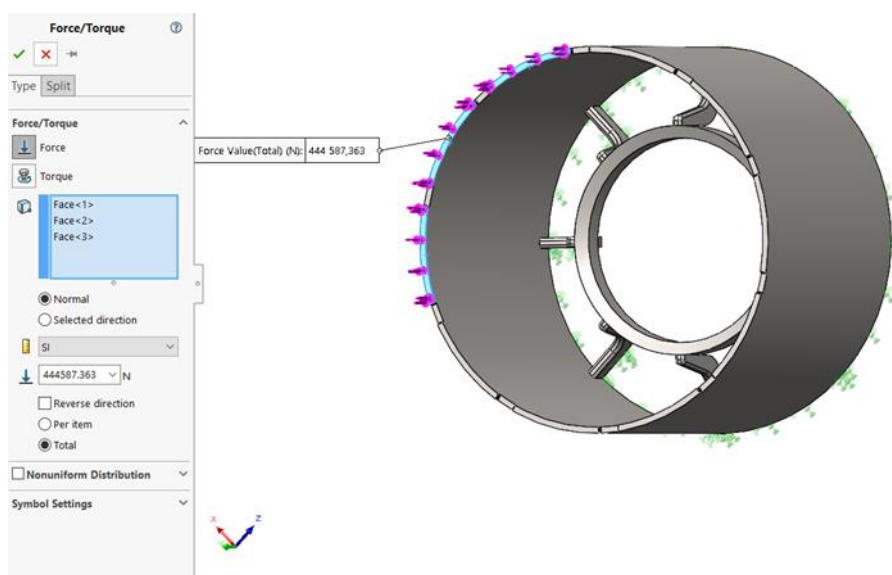 Force/Torque
Type Split
Force/Torque
Force
Torque
Face<1>
Face<2>
Face<3>
Normal
Selected direction
SI
444587.363 N
Reverse direction
Per item
Total
Nonuniform Distribution
Symbol Settings
Force Value(Total) (N): 444 587,363
x
z